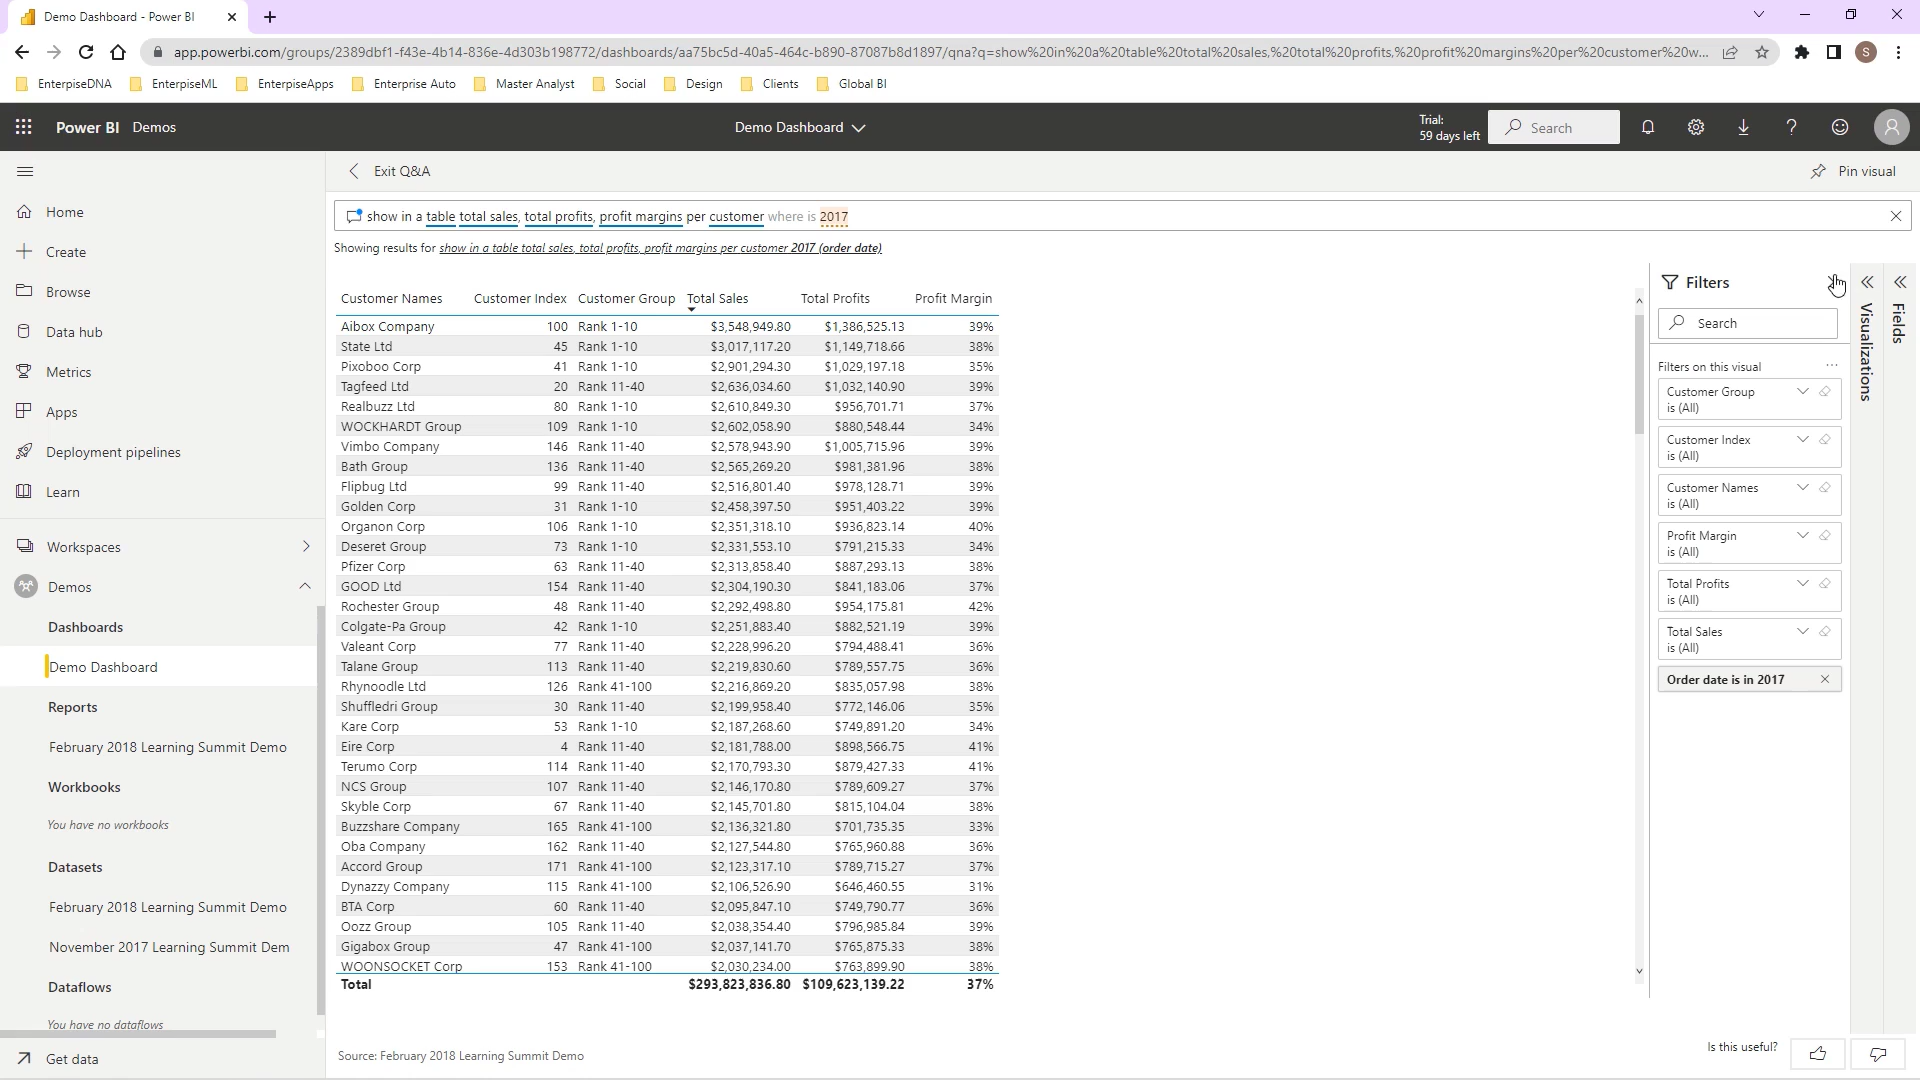 Demo Dashboard - Power BI
app.powerbi.com/groups/2389dbf1-f43e-4b14-836e-4d303b198772/dashboards/aa75bc5d-40a5-464c-b890-87087b8d1897/qna?q=show%20in%20a%20table%20total%20sales,%20total%20profits,%20profit%20margins%20per%20customer%20w...
S
EnterpiseDNA EnterpiseML EnterpiseApps Enterprise Auto Master Analyst Social Design Clients Global BI
Power BI Demos Demo Dashboard Trial: Search
59 days left
Exit Q&A Pin visual
Home
Create
Browse
Data hub
Metrics
Apps
Deployment pipelines
Learn
Workspaces
Demos
Dashboards
Demo Dashboard
Reports
February 2018 Learning Summit Demo
Workbooks
You have no workbooks
Datasets
February 2018 Learning Summit Demo
November 2017 Learning Summit Dem
Dataflows
You have no dataflows
Get data
show in a table total sales, total profits, profit margins per customer where is 2017
Showing results for show in a table total sales, total profits, profit margins per customer 2017 (order date)
Customer Names Customer Index Customer Group Total Sales Total Profits Profit Margin
Aibox Company 100 Rank 1-10 $3,548,949.80 $1,386,525.13 39%
State Ltd 45 Rank 1-10 $3,017,117.20 $1,149,718.66 38%
Pixoboo Corp 41 Rank 1-10 $2,901,294.30 $1,029,197.18 35%
Tagfeed Ltd 20 Rank 11-40 $2,636,034.60 $1,032,140.90 39%
Realbuzz Ltd 80 Rank 1-10 $2,610,849.30 $956,701.71 37%
WOCKHARDT Group 109 Rank 1-10 $2,602,058.90 $880,548.44 34%
Vimbo Company 146 Rank 11-40 $2,578,943.90 $1,005,715.96 39%
Bath Group 136 Rank 11-40 $2,565,269.20 $981,381.96 38%
Flipbug Ltd 99 Rank 11-40 $2,516,801.40 $978,128.71 39%
Golden Corp 31 Rank 1-10 $2,458,397.50 $951,403.22 39%
Organon Corp 106 Rank 1-10 $2,351,318.10 $936,823.14 40%
Deseret Group 73 Rank 1-10 $2,331,553.10 $791,215.33 34%
Pfizer Corp 63 Rank 11-40 $2,313,858.40 $887,293.13 38%
GOOD Ltd 154 Rank 11-40 $2,304,190.30 $841,183.06 37%
Rochester Group 48 Rank 11-40 $2,292,498.80 $954,175.81 42%
Colgate-Pa Group 42 Rank 1-10 $2,251,883.40 $882,521.19 39%
Valeant Corp 77 Rank 11-40 $2,228,996.20 $794,488.41 36%
Talane Group 113 Rank 11-40 $2,219,830.60 $789,557.75 36%
Rhynoodle Ltd 126 Rank 41-100 $2,216,869.20 $835,057.98 38%
Shuffledri Group 30 Rank 11-40 $2,199,958.40 $772,146.06 35%
Kare Corp 53 Rank 1-10 $2,187,268.60 $749,891.20 34%
Eire Corp 4 Rank 11-40 $2,181,788.00 $898,566.75 41%
Terumo Corp 114 Rank 11-40 $2,170,793.30 $879,427.33 41%
NCS Group 107 Rank 11-40 $2,146,170.80 $789,609.27 37%
Skyble Corp 67 Rank 11-40 $2,145,701.80 $815,104.04 38%
Buzzshare Company 165 Rank 41-100 $2,136,321.80 $701,735.35 33%
Oba Company 162 Rank 11-40 $2,127,544.80 $765,960.88 36%
Accord Group 171 Rank 41-100 $2,123,317.10 $789,715.27 37%
Dynazzy Company 115 Rank 41-100 $2,106,526.90 $646,460.55 31%
BTA Corp 60 Rank 11-40 $2,095,847.10 $749,790.77 36%
Oozz Group 105 Rank 11-40 $2,038,354.40 $796,985.84 39%
Gigabox Group 47 Rank 41-100 $2,037,141.70 $765,875.33 38%
WOONSOCKET Corp 153 Rank 41-100 $2,030,234.00 $763,899.90 38%
Total $293,823,836.80 $109,623,139.22 37%
Source: February 2018 Learning Summit Demo
Filters
Search
Filters on this visual
Customer Group
is (All)
Customer Index
is (All)
Customer Names
is (All)
Profit Margin
is (All)
Total Profits
is (All)
Total Sales
is (All)
Order date is in 2017
Visualizations
Fields
Is this useful?